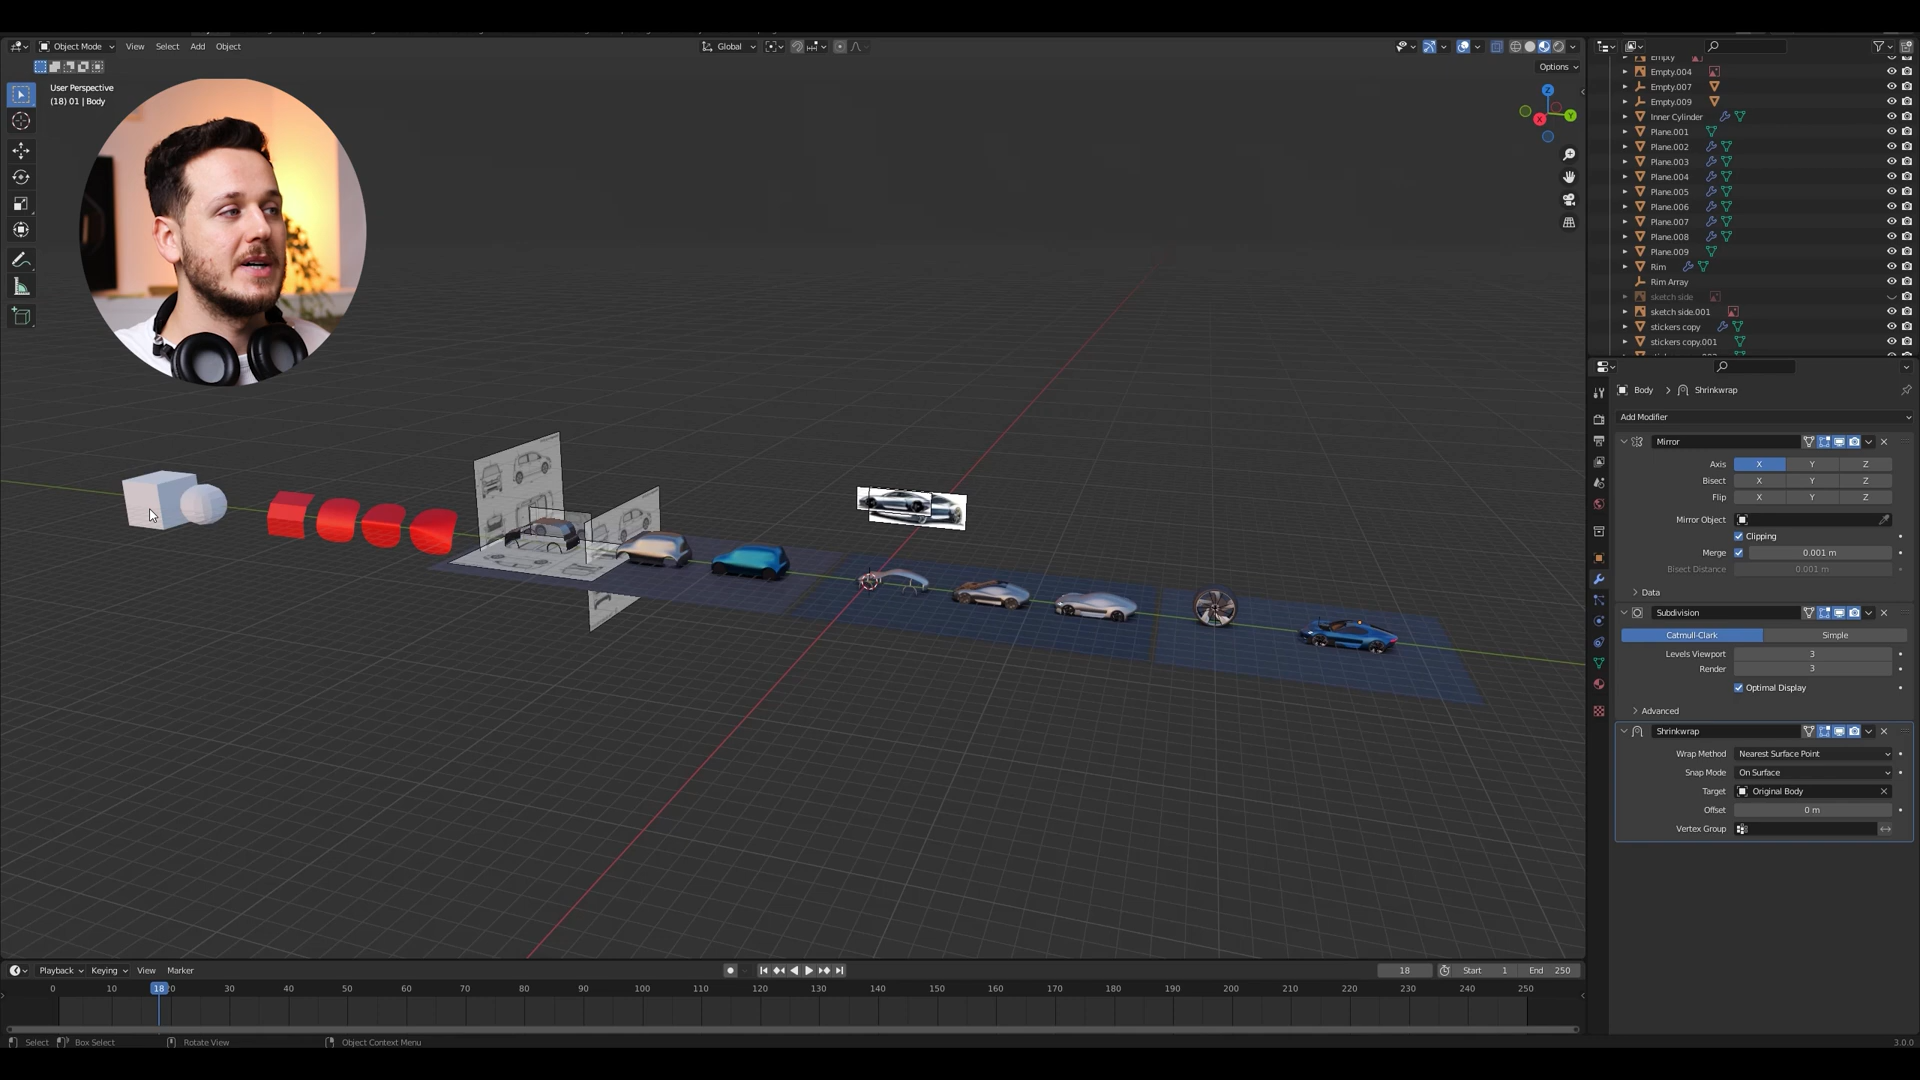 Object Mode View Select Add Object Global
Options
User Perspective
(18) 01 | Body
Z
Y
X
Empty
Empty.004
Empty.007
Empty.009
Inner Cylinder
Plane.001
Plane.002
Plane.003
Plane.004
Plane.005
Plane.006
Plane.007
Plane.008
Plane.009
Rim
Rim Array
sketch side
sketch side.001
stickers copy
stickers copy.001
Body > Shrinkwrap
Add Modifier
Mirror
Axis X Y Z
Bisect X Y Z
Flip X Y Z
Mirror Object
Clipping
Merge 0.001 m
Bisect Distance 0.001 m
Data
Subdivision
Catmull-Clark Simple
Levels Viewport 3
Render 3
Optimal Display
Advanced
Shrinkwrap
Wrap Method Nearest Surface Point
Snap Mode On Surface
Target Original Body
Offset 0 m
Vertex Group
Playback Keying View Marker 18 Start 1 End 250
0 10 18 20 30 40 50 60 70 80 90 100 110 120 130 140 150 160 170 180 190 200 210 220 230 240 250
Select Box Select Rotate View Object Context Menu 3.0.0